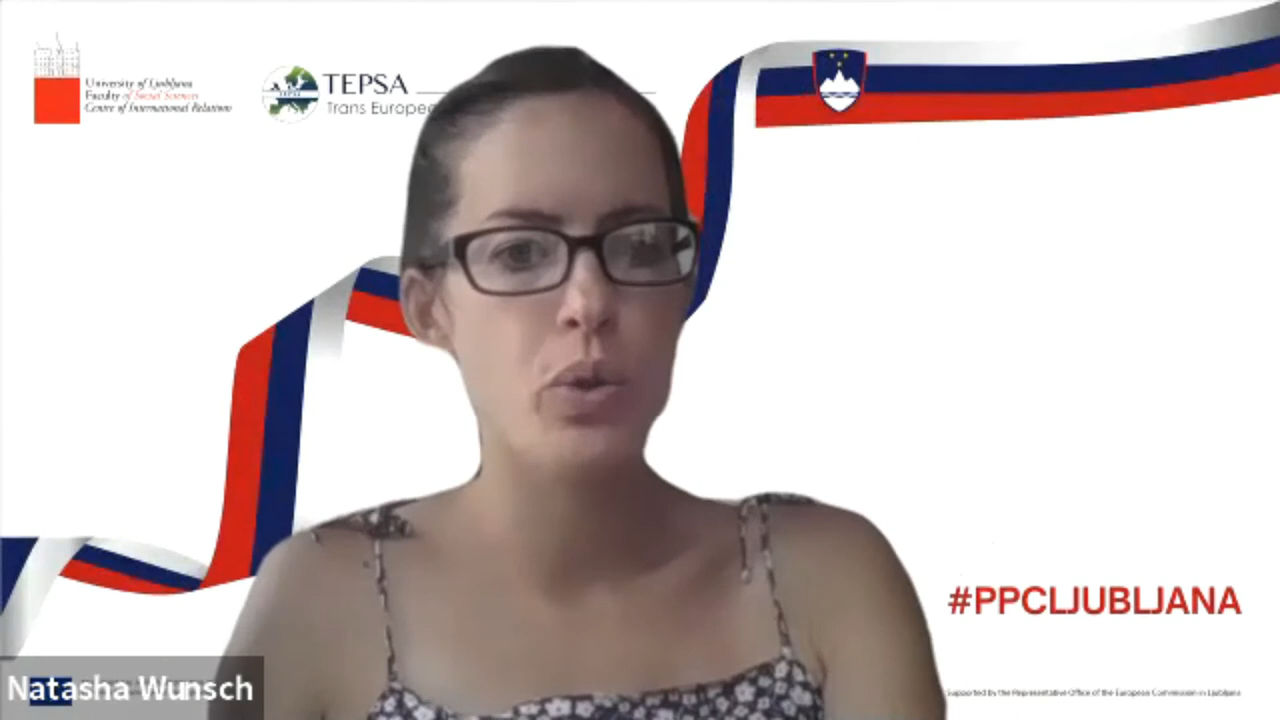 University of Ljubljana
Faculty of Social Sciences
Centre of International Relations
TEPSA
Trans Europe
#PPCLJUBLJANA
Natasha Wunsch
Supported by the Representative Office of the European Commission in Ljubljana